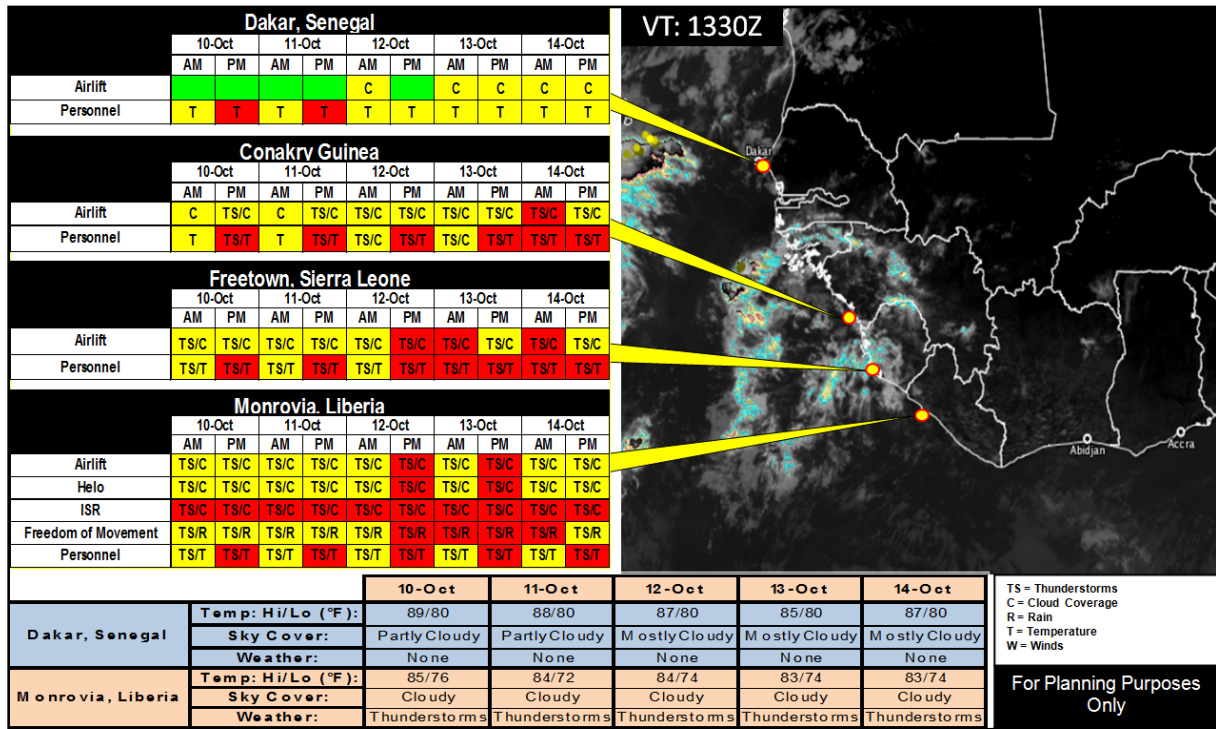 Dakar, Senegal
10-Oct 11-Oct 12-Oct 13-Oct 14-Oct
AM PM AM PM AM PM AM PM AM PM
Airlift C C C C C
Personnel T T T T T T T T T T
Conakry Guinea
10-Oct 11-Oct 12-Oct 13-Oct 14-Oct
AM PM AM PM AM PM AM PM AM PM
Airlift C TS/C C TS/C TS/C TS/C TS/C TS/C TS/C TS/C
Personnel T TS/T T TS/T TS/C TS/T TS/C TS/T TS/T TS/T
Freetown, Sierra Leone
10-Oct 11-Oct 12-Oct 13-Oct 14-Oct
AM PM AM PM AM PM AM PM AM PM
Airlift TS/C TS/C TS/C TS/C TS/C TS/C TS/C TS/C TS/C TS/C
Personnel TS/T TS/T TS/T TS/T TS/T TS/T TS/T TS/T TS/T TS/T
Monrovia, Liberia
10-Oct 11-Oct 12-Oct 13-Oct 14-Oct
AM PM AM PM AM PM AM PM AM PM
Airlift TS/C TS/C TS/C TS/C TS/C TS/C TS/C TS/C TS/C TS/C
Helo TS/C TS/C TS/C TS/C TS/C TS/C TS/C TS/C TS/C TS/C
ISR TS/C TS/C TS/C TS/C TS/C TS/C TS/C TS/C TS/C TS/C
Freedom of Movement TS/R TS/R TS/R TS/R TS/R TS/R TS/R TS/R TS/R TS/R
Personnel TS/T TS/T TS/T TS/T TS/T TS/T TS/T TS/T TS/T TS/T
VT: 1330Z
Dakar
Abidjan
Accra
10-Oct 11-Oct 12-Oct 13-Oct 14-Oct
Dakar, Senegal
Temp: Hi/Lo (°F): 89/80 88/80 87/80 85/80 87/80
Sky Cover: Partly Cloudy Partly Cloudy Mostly Cloudy Mostly Cloudy Mostly Cloudy
Weather: None None None None None
Monrovia, Liberia
Temp: Hi/Lo (°F): 85/76 84/72 84/74 83/74 83/74
Sky Cover: Cloudy Cloudy Cloudy Cloudy Cloudy
Weather: Thunderstorms Thunderstorms Thunderstorms Thunderstorms Thunderstorms
TS = Thunderstorms
C = Cloud Coverage
R = Rain
T = Temperature
W = Winds
For Planning Purposes
Only